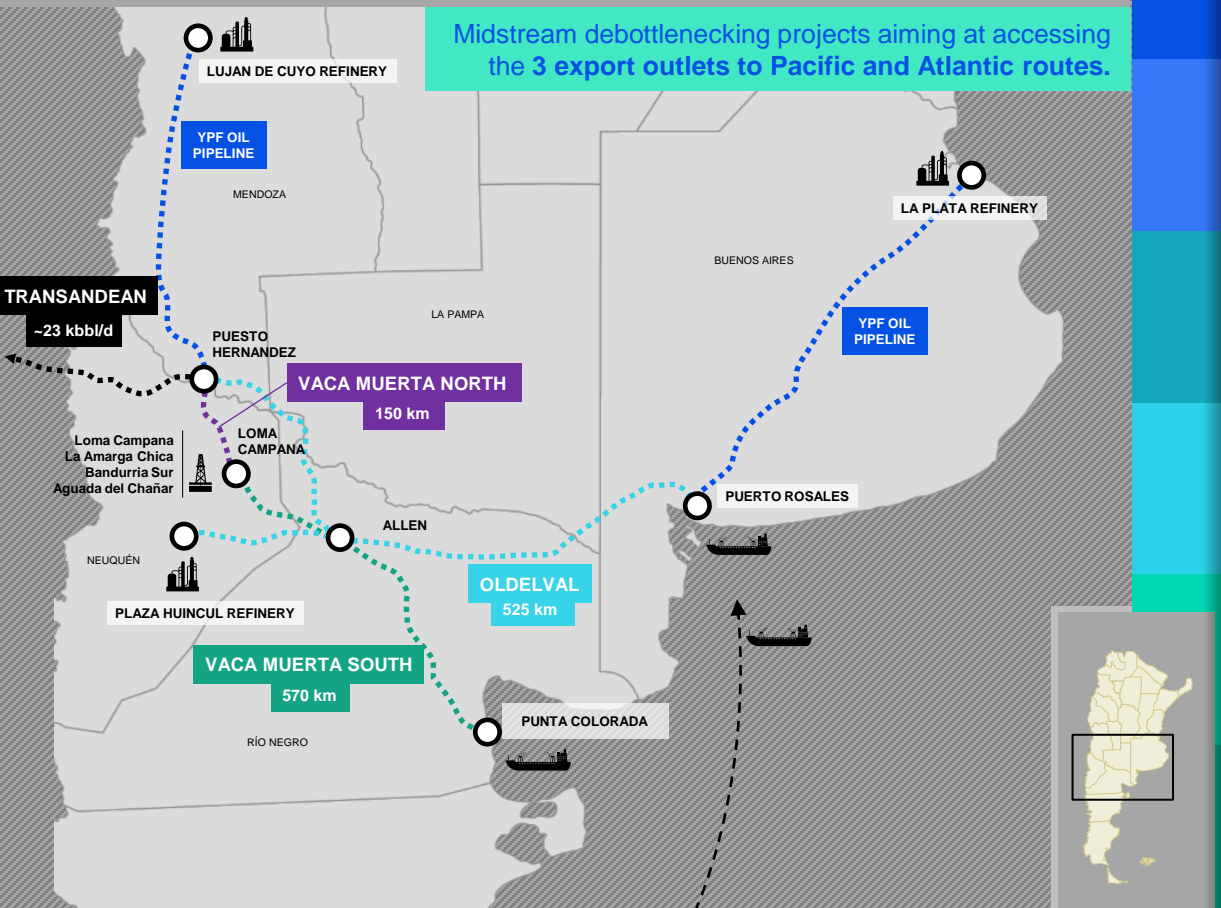 Midstream debottlenecking projects aiming at accessing
the 3 export outlets to Pacific and Atlantic routes.
LUJAN DE CUYO REFINERY
YPF OIL
PIPELINE
MENDOZA
LA PLATA REFINERY
BUENOS AIRES
TRANSANDEAN
~23 kbbl/d
LA PAMPA
YPF OIL
PIPELINE
PUESTO
HERNANDEZ
VACA MUERTA NORTH
150 km
LOMA
CAMPANA
Loma Campana
La Amarga Chica
Bandurria Sur
Aguada del Chañar
PUERTO ROSALES
ALLEN
NEUQUÉN
OLDELVAL
525 km
PLAZA HUINCUL REFINERY
VACA MUERTA SOUTH
570 km
PUNTA COLORADA
RÍO NEGRO